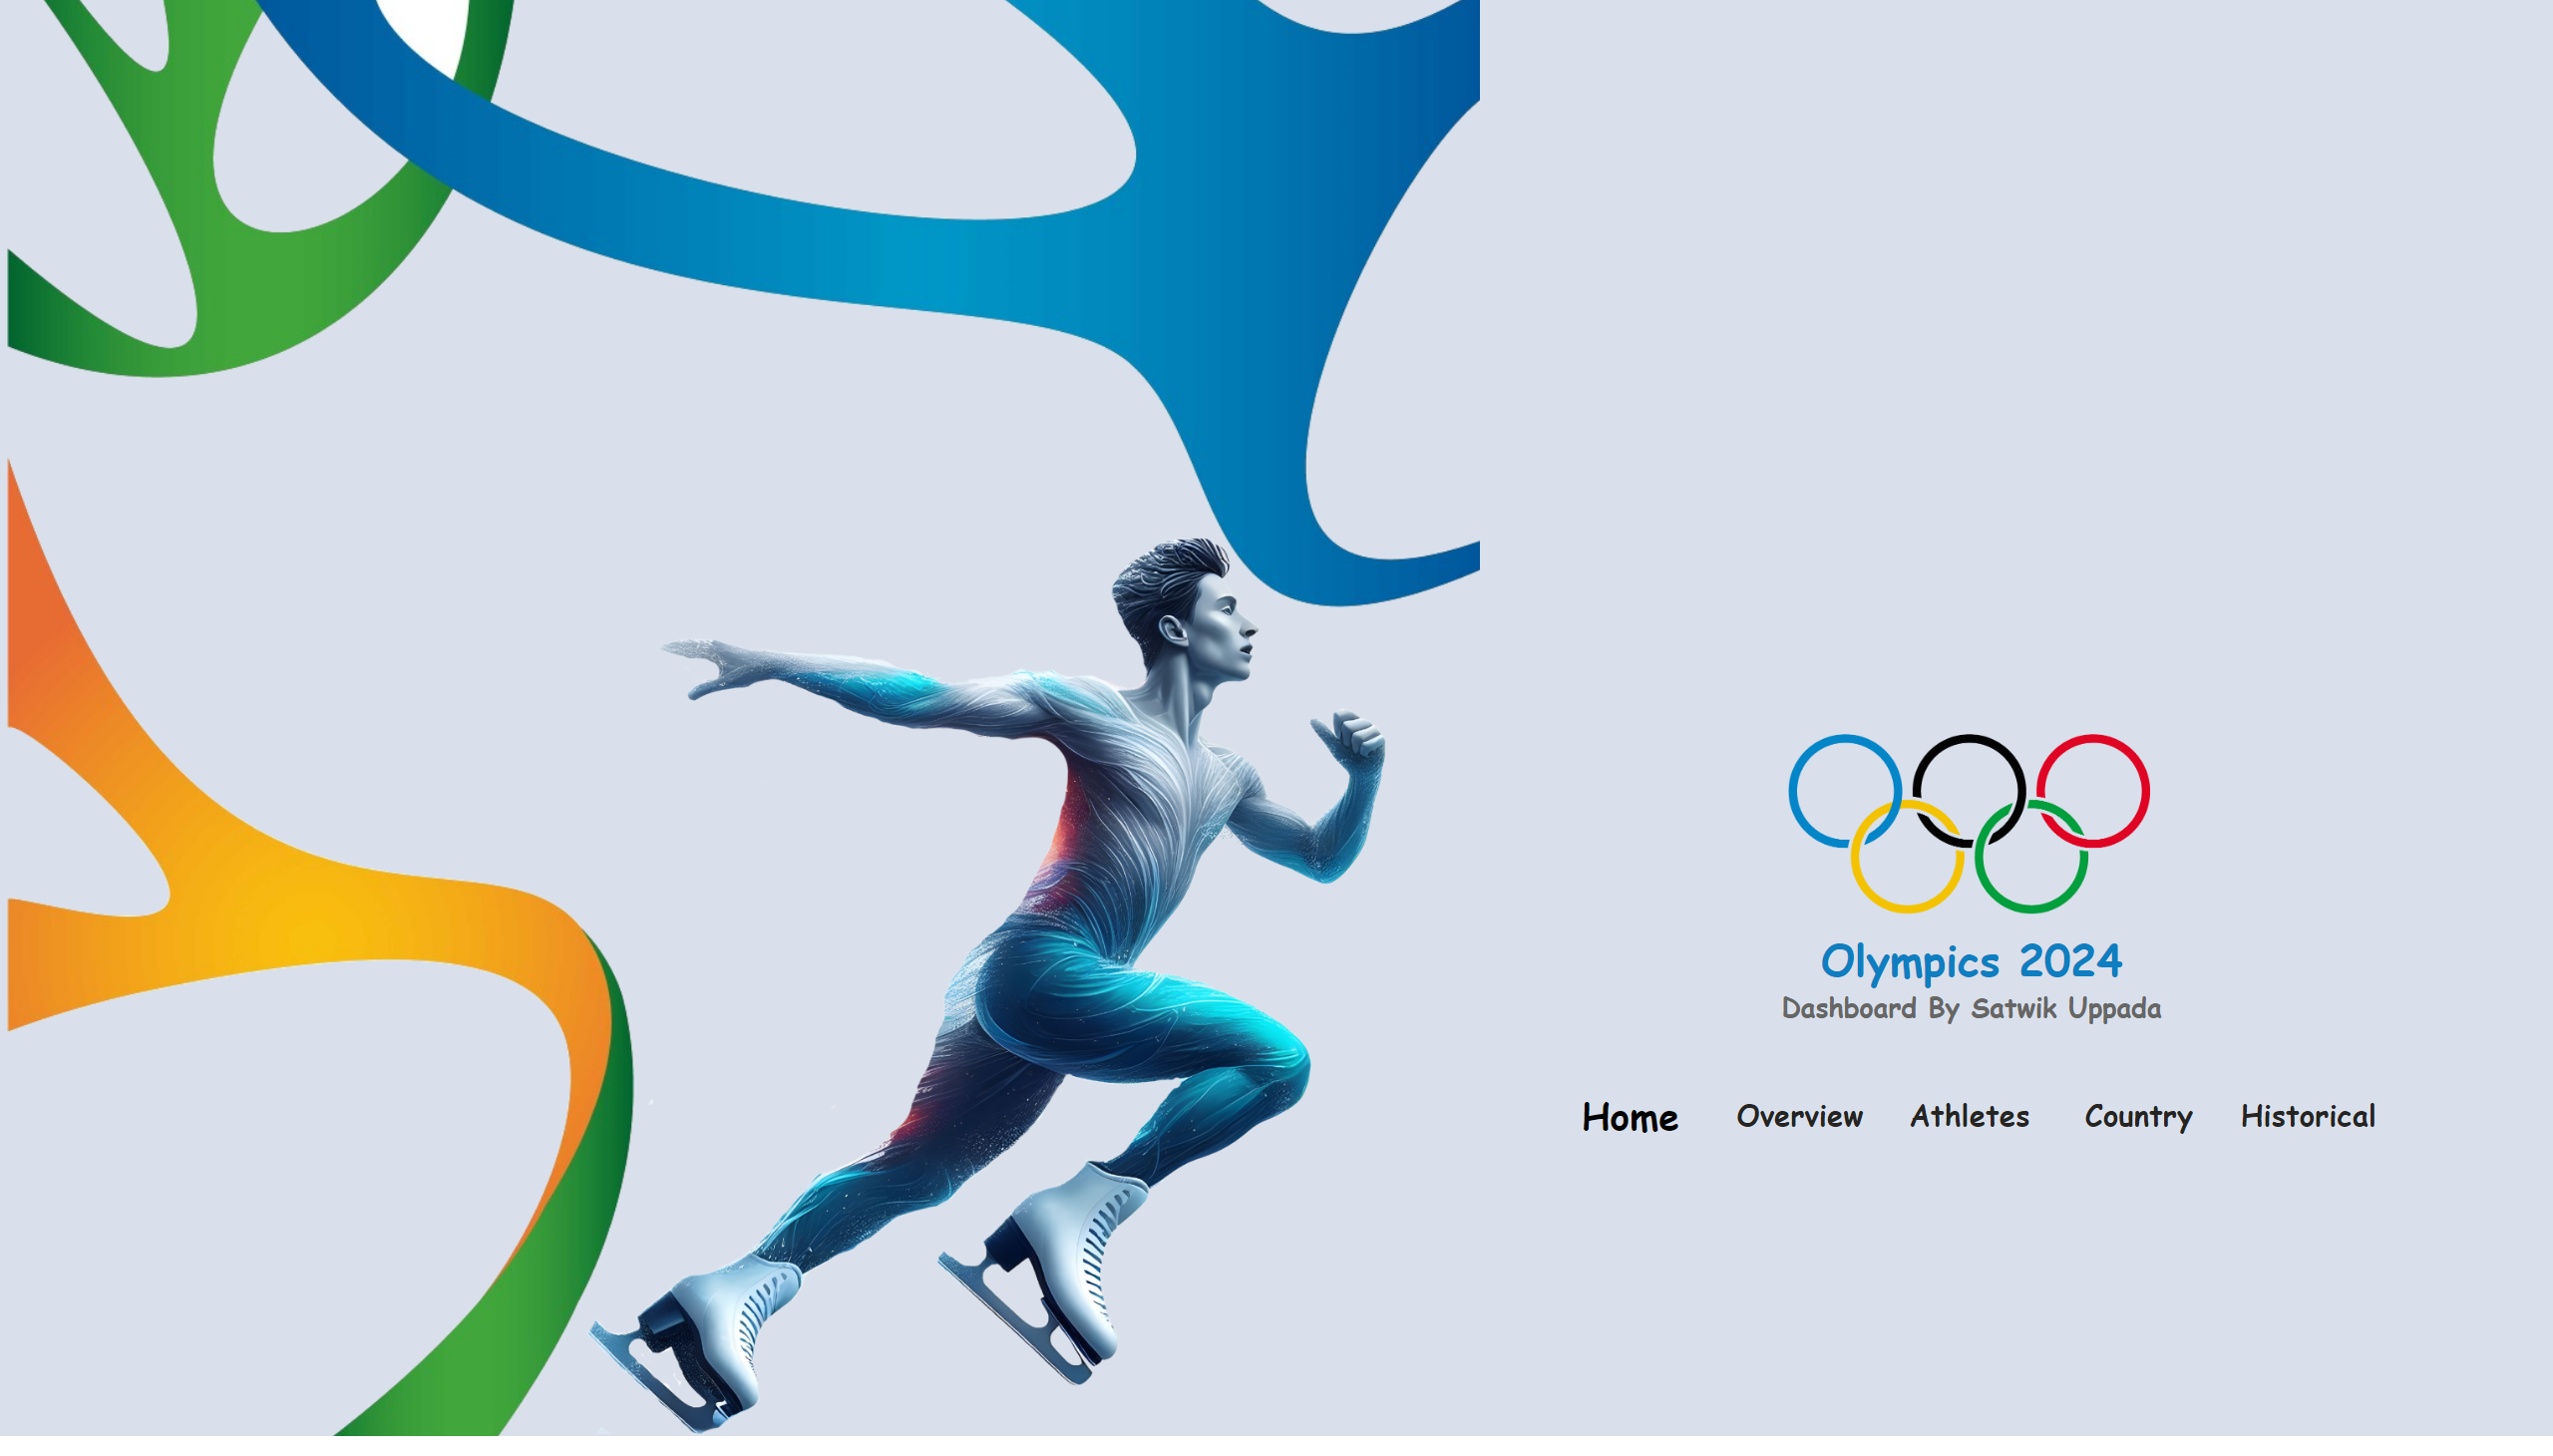 Olympics 2024
Dashboard By Satwik Uppada
Home Overview Athletes Country Historical